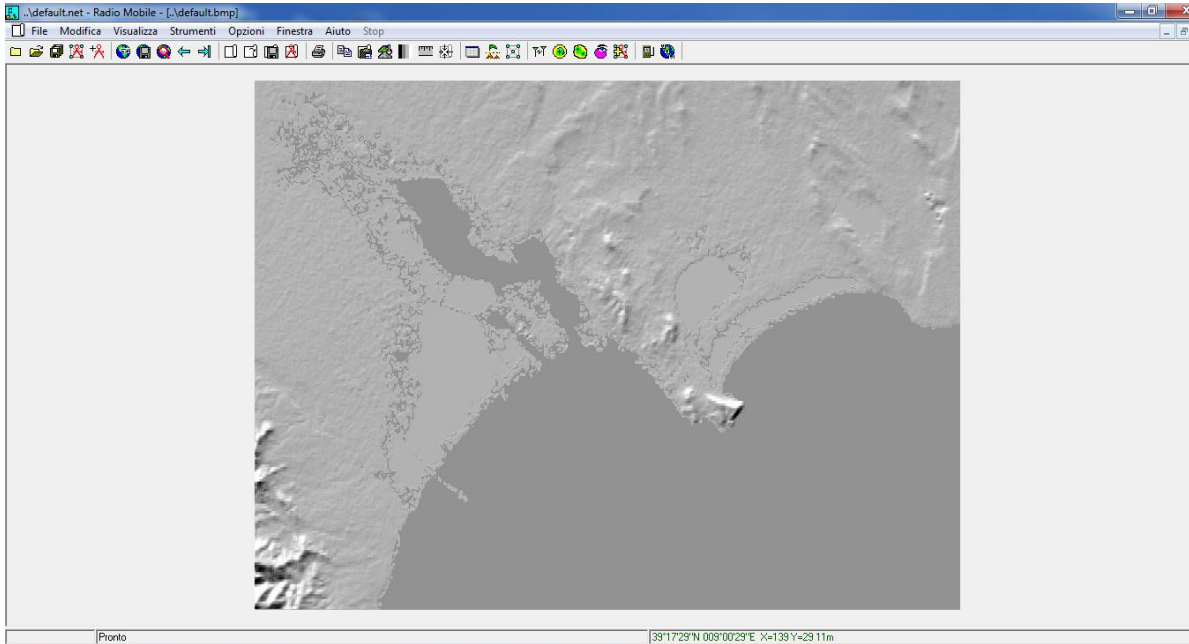 ..\default.net - Radio Mobile - [..\default.bmp]
File Modifica Visualizza Strumenti Opzioni Finestra Aiuto Stop
Pronto 39°17'29"N 009°00'29"E X=139 Y=29 11m